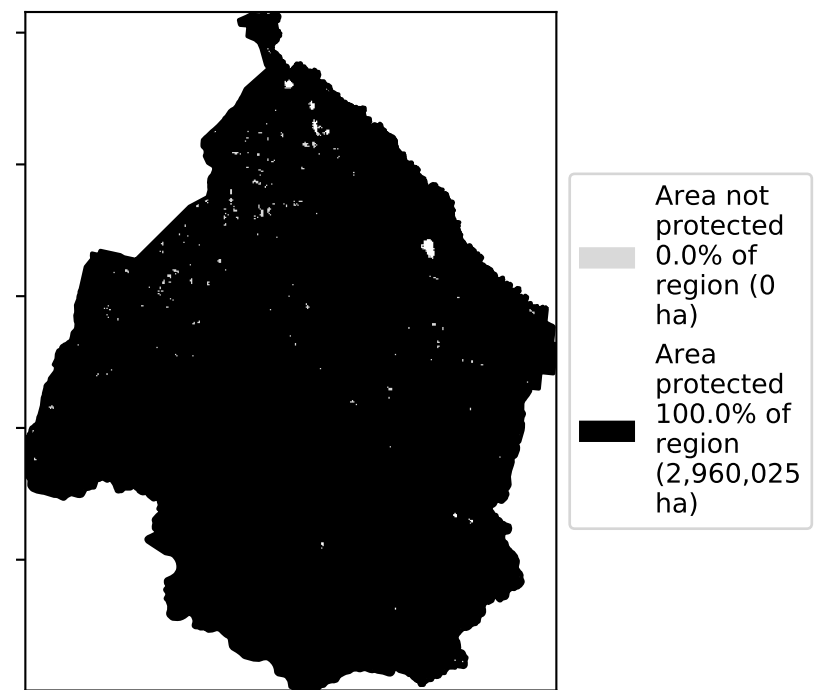 Area not
protected
0.0% of
region (0
ha)
Area
protected
100.0% of
region
(2,960,025
ha)